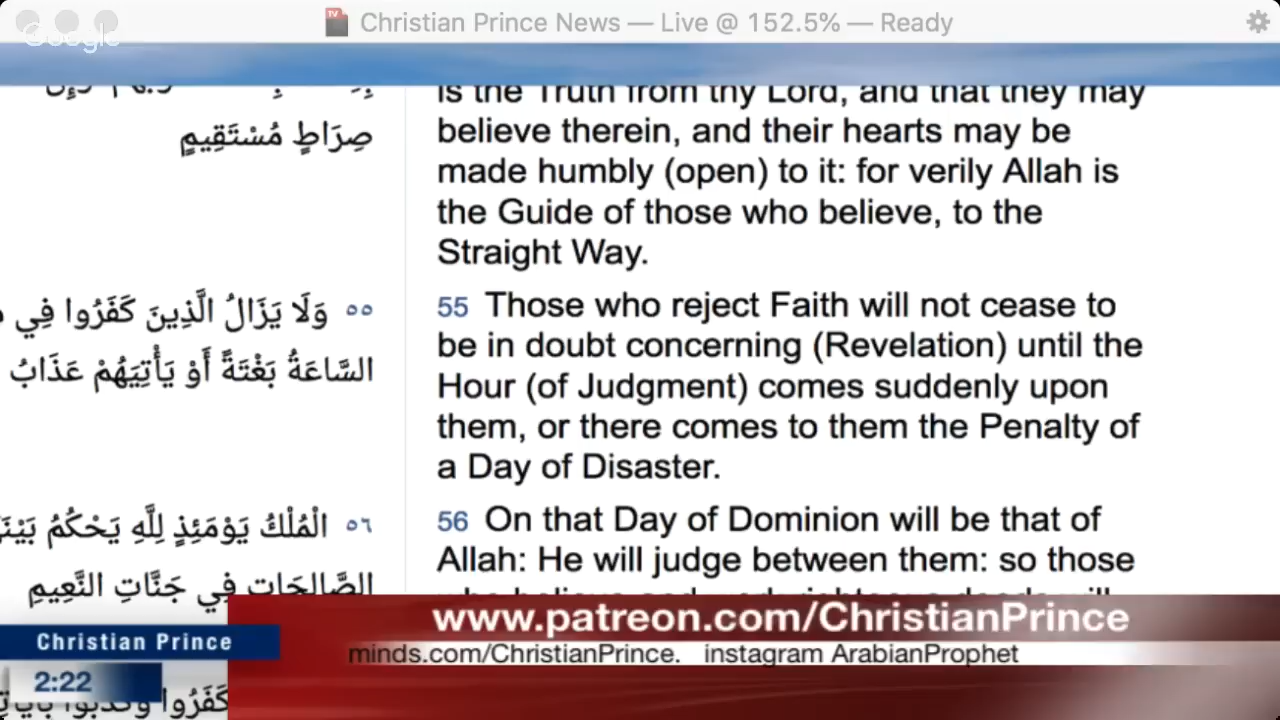 Christian Prince News — Live @ 152.5% — Ready
Google
صِرَاطٍ مُسْتَقِيمٍ
is the Truth from thy Lord, and that they may
believe therein, and their hearts may be
made humbly (open) to it: for verily Allah is
the Guide of those who believe, to the
Straight Way.
٥٥ وَلَا يَزَالُ الَّذِينَ كَفَرُوا فِي
السَّاعَةُ بَغْتَةً أَوْ يَأْتِيَهُمْ عَذَابُ
55 Those who reject Faith will not cease to
be in doubt concerning (Revelation) until the
Hour (of Judgment) comes suddenly upon
them, or there comes to them the Penalty of
a Day of Disaster.
٥٦ الْمُلْكُ يَوْمَئِذٍ لِلَّهِ يَحْكُمُ
الصَّالِحَاتِ فِي جَنَّاتِ النَّعِيمِ
56 On that Day of Dominion will be that of
Allah: He will judge between them: so those
كَفَرُوا وَكَذَّبُوا
www.patreon.com/ChristianPrince
minds.com/ChristianPrince. instagram ArabianProphet
Christian Prince
2:22